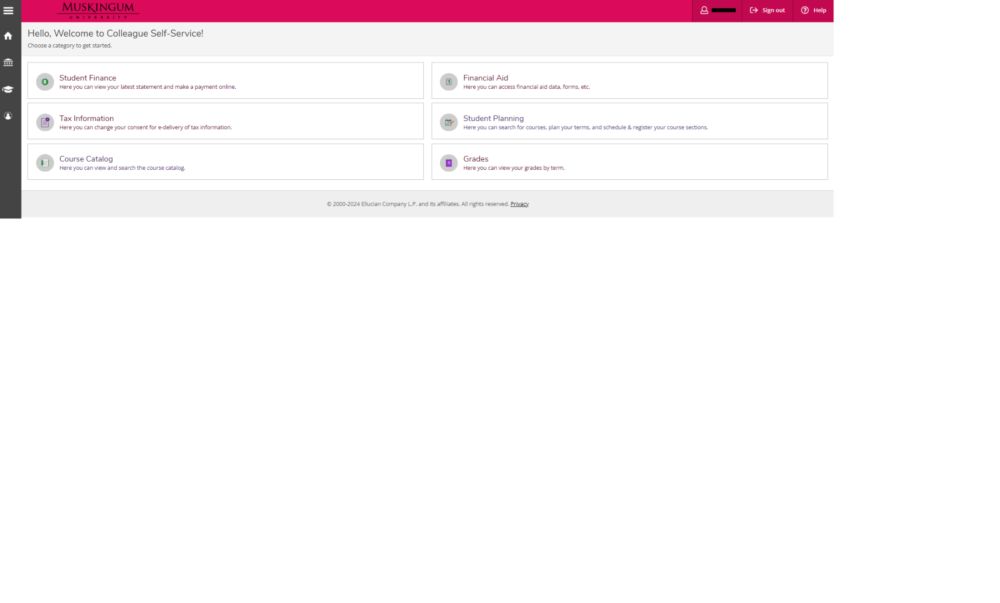 MUSKINGUM
UNIVERSITY
Sign out
Help
Hello, Welcome to Colleague Self-Service!
Choose a category to get started.
Student Finance
Here you can view your latest statement and make a payment online.
Financial Aid
Here you can access financial aid data, forms, etc.
Tax Information
Here you can change your consent for e-delivery of tax information.
Student Planning
Here you can search for courses, plan your terms, and schedule & register your course sections.
Course Catalog
Here you can view and search the course catalog.
Grades
Here you can view your grades by term.
© 2000-2024 Ellucian Company L.P. and its affiliates. All rights reserved. Privacy